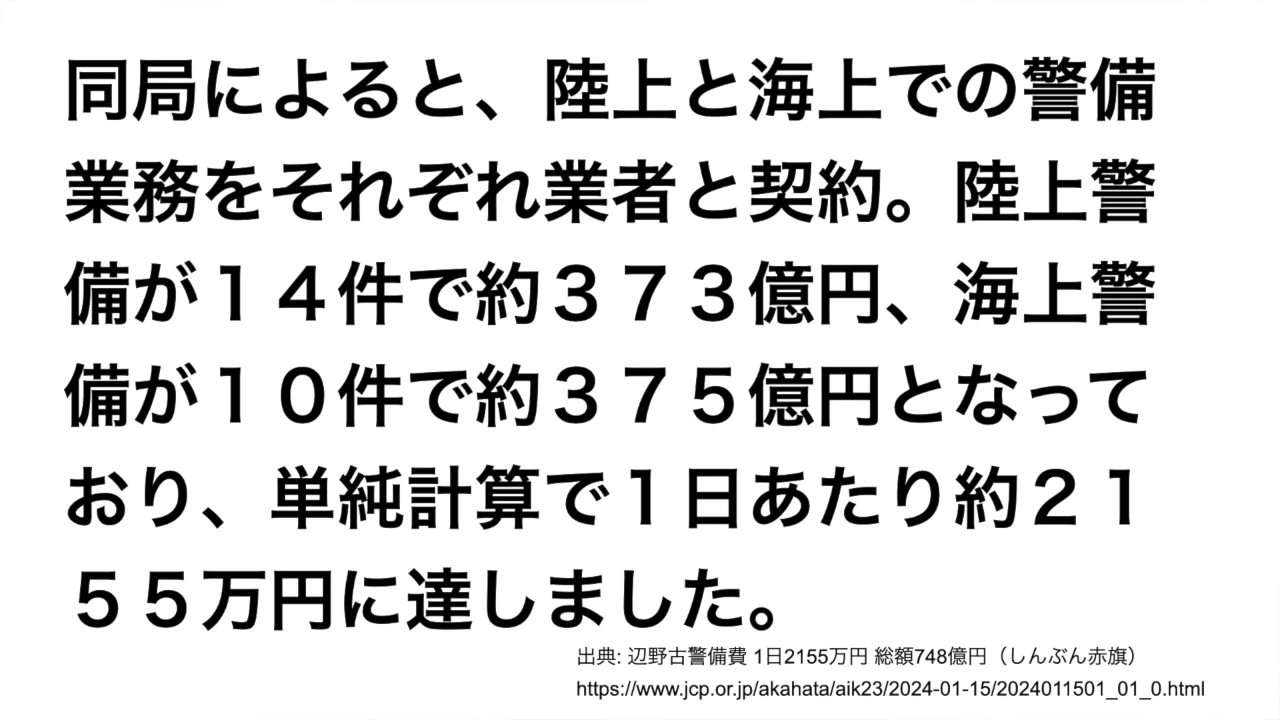 同局によると、陸上と海上での警備
業務をそれぞれ業者と契約。陸上警
備が１４件で約３７３億円、海上警
備が１０件で約３７５億円となって
おり、単純計算で１日あたり約２１
５５万円に達しました。
出典: 辺野古警備費 1日2155万円 総額748億円（しんぶん赤旗）
https://www.jcp.or.jp/akahata/aik23/2024-01-15/2024011501_01_0.html